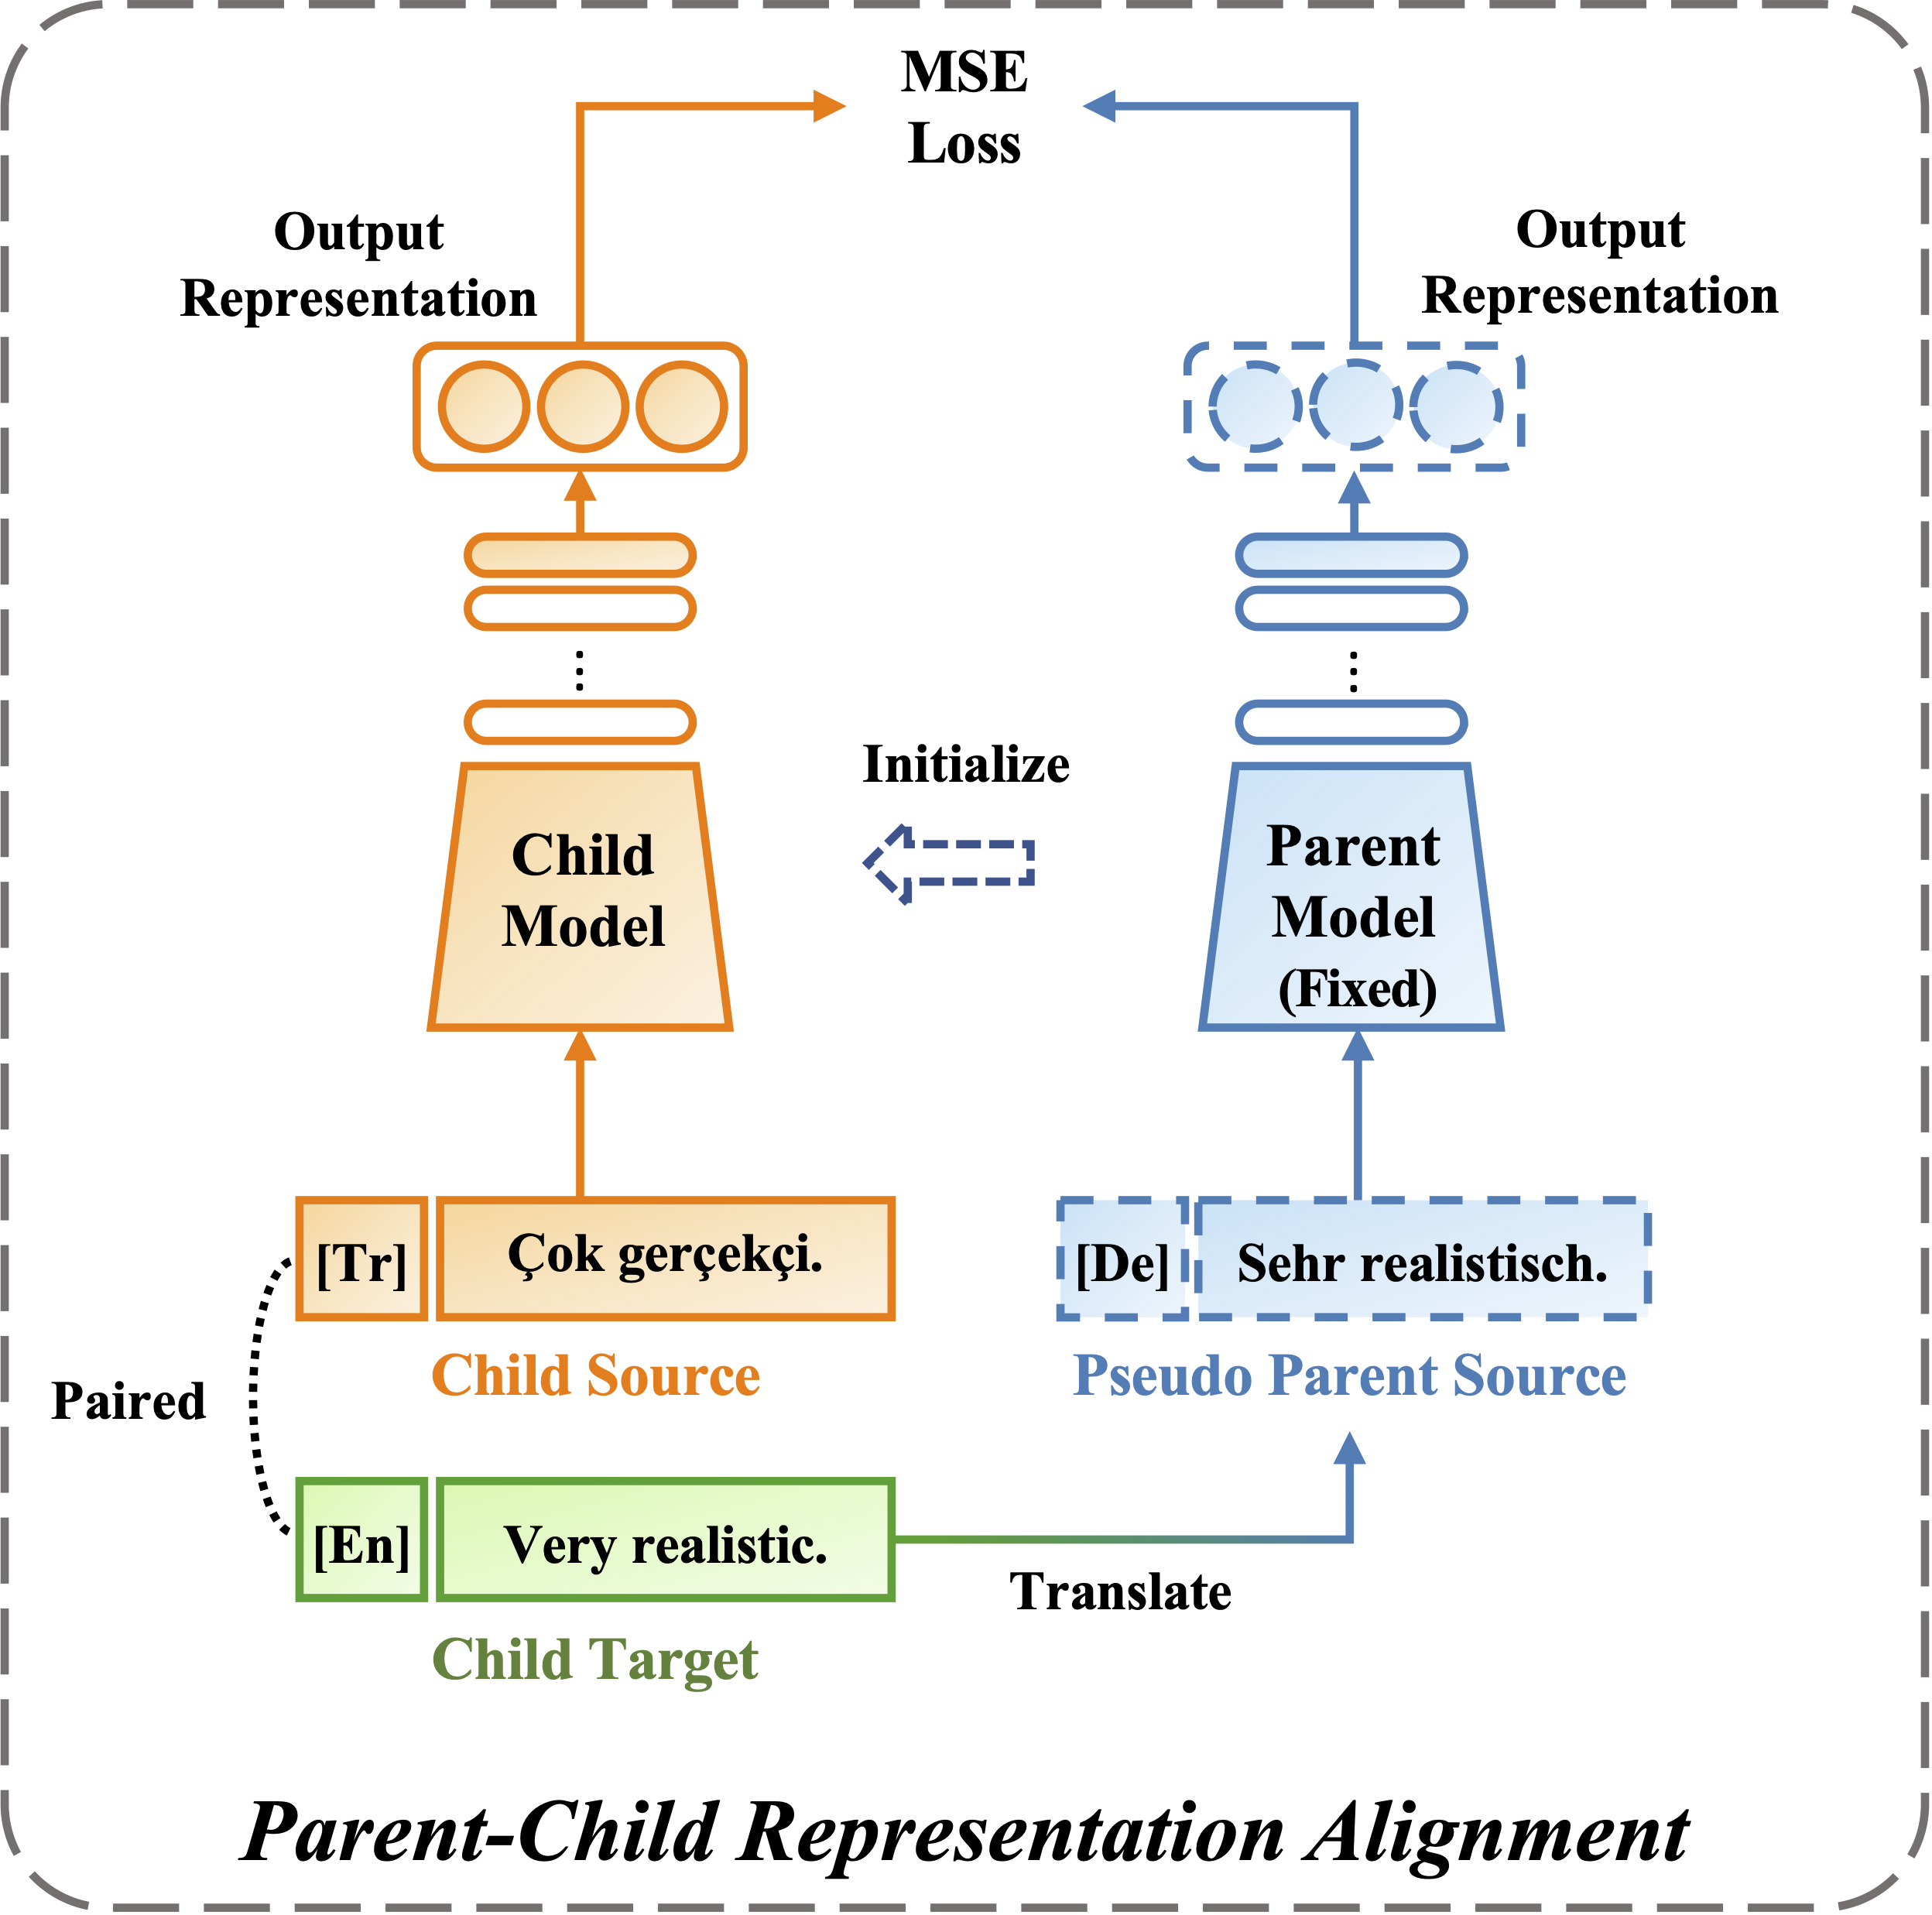 MSE
Loss
Output
Representation
Output
Representation
Initialize
Child
Model
Parent
Model
(Fixed)
[Tr] Çok gerçekçi.
[De] Sehr realistisch.
Child Source
Pseudo Parent Source
Paired
[En] Very realistic.
Translate
Child Target
Parent-Child Representation Alignment